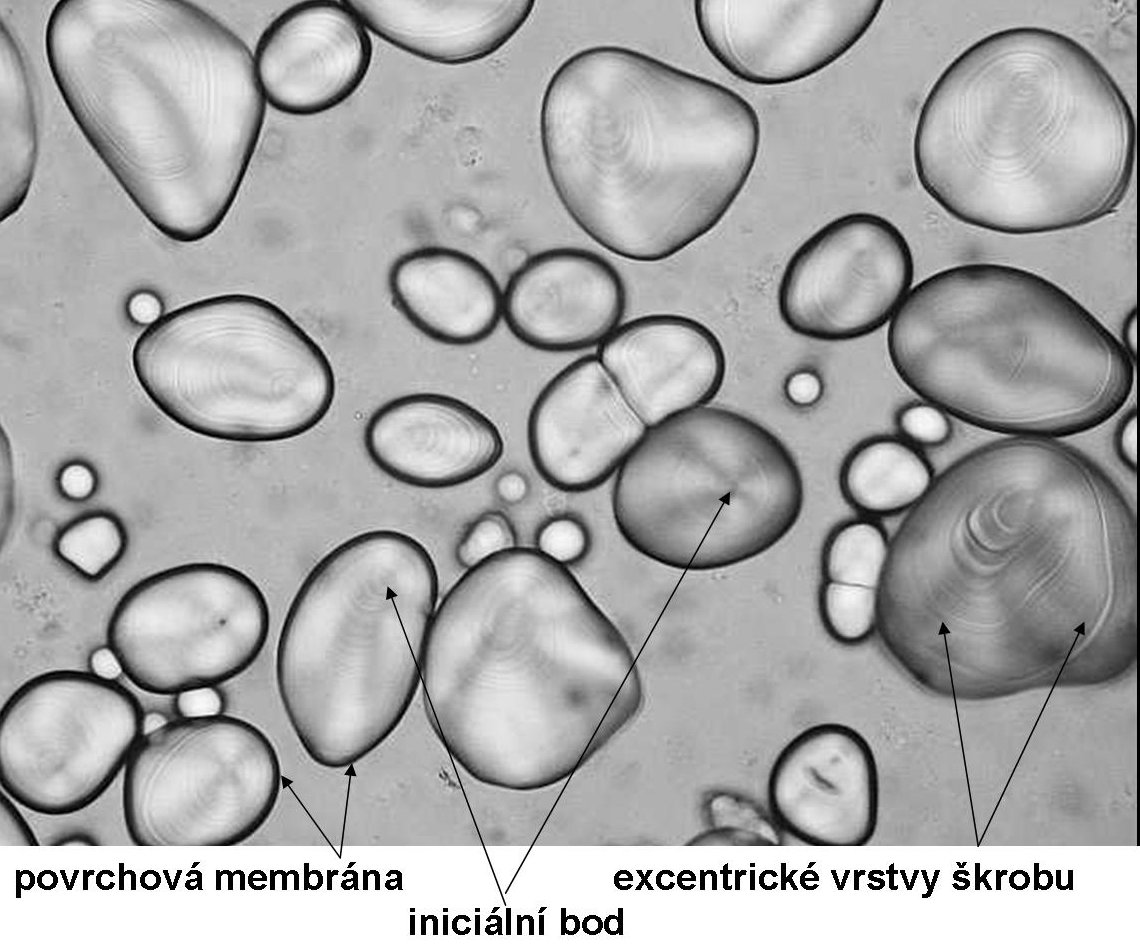 povrchová membrána
excentrické vrstvy škrobu
iniciální bod